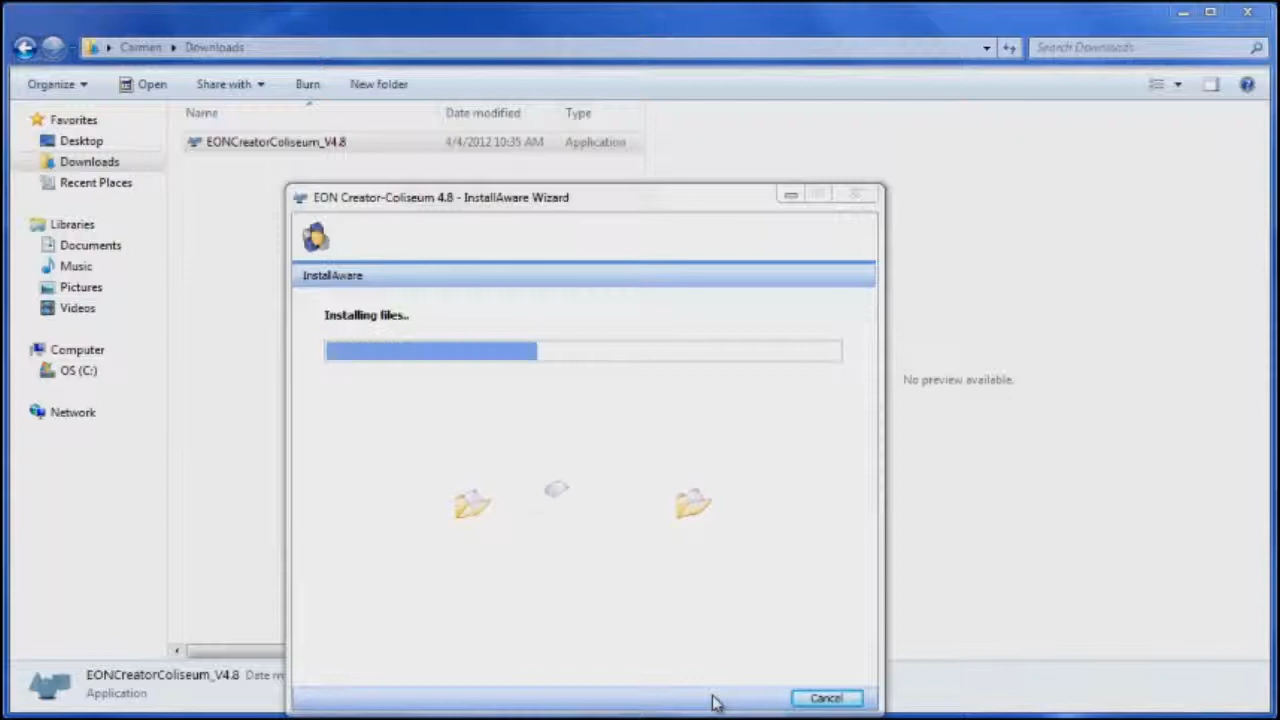 Carmen Downloads
Search Downloads
Organize Open Share with Burn New folder
Name Date modified Type
EONCreatorColiseum_V4.8 4/4/2012 10:35 AM Application
Favorites
Desktop
Downloads
Recent Places
Libraries
Documents
Music
Pictures
Videos
Computer
OS (C:)
Network
EON Creator-Coliseum 4.8 - InstallAware Wizard
InstallAware
Installing files..
No preview available.
Cancel
EONCreatorColiseum_V4.8 Date m
Application